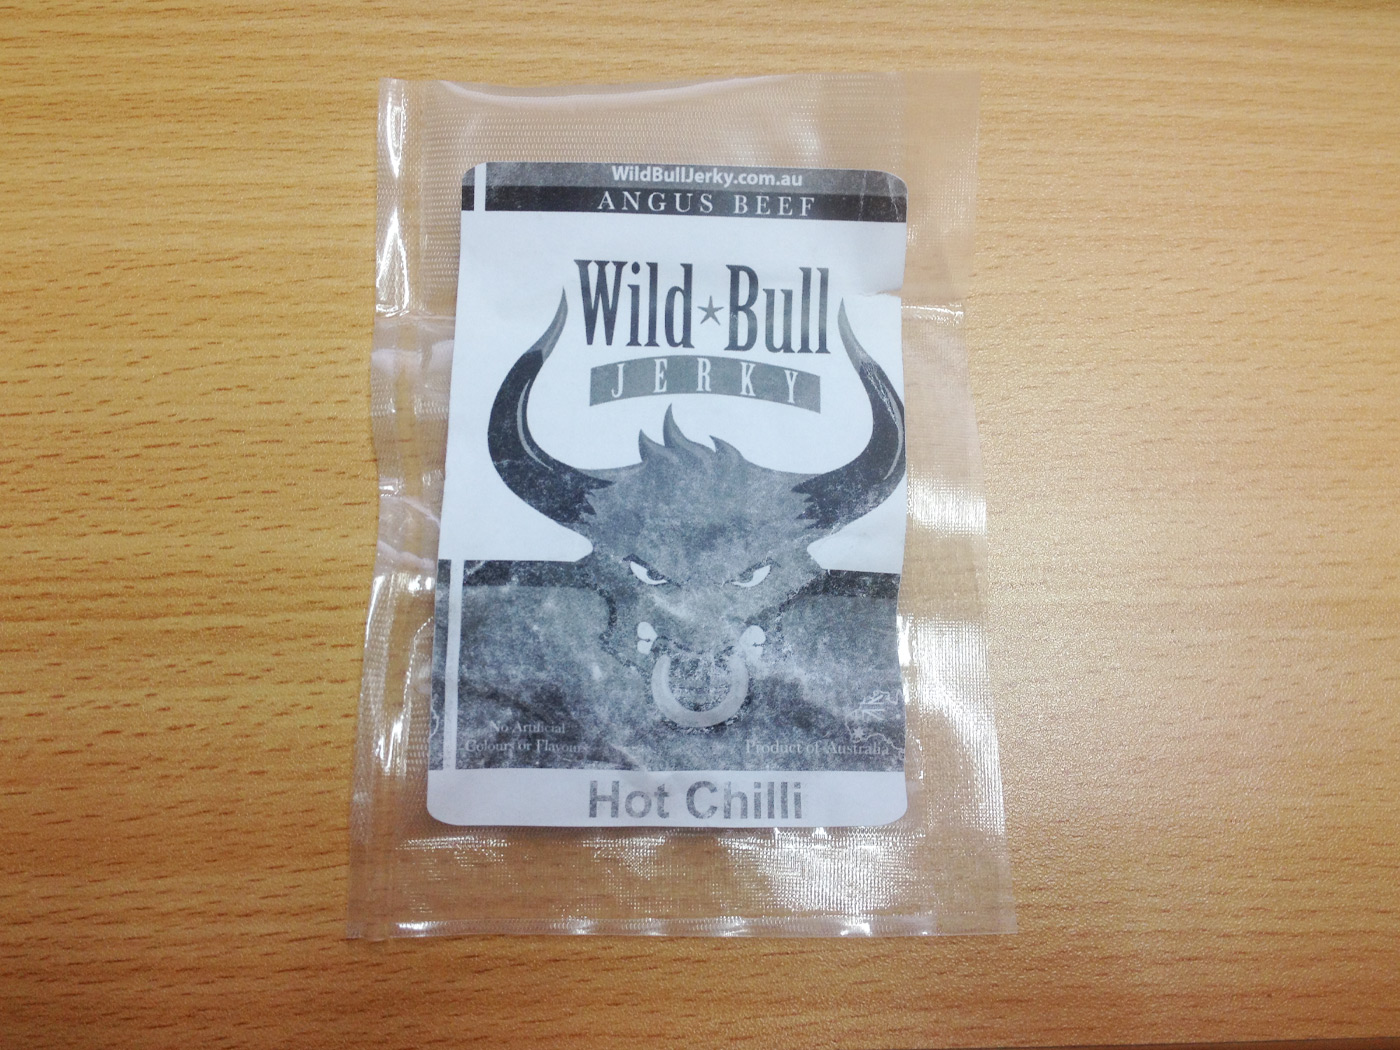 WildBullJerky.com.au
ANGUS BEEF
Wild★Bull
JERKY
No Artificial
Colours or Flavours
Product of Australia
Hot Chilli